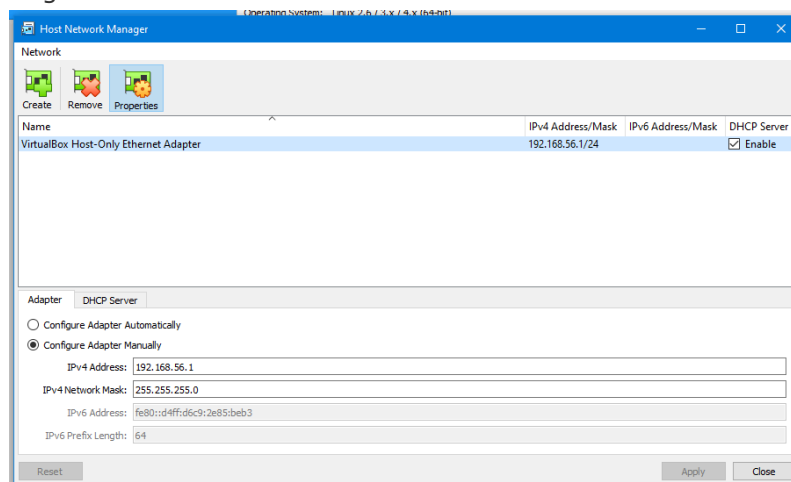 Operating System: Linux 2.6 / 3.x / 4.x (64-bit)
Host Network Manager
Network
Create Remove Properties
Name IPv4 Address/Mask IPv6 Address/Mask DHCP Server
VirtualBox Host-Only Ethernet Adapter 192.168.56.1/24 Enable
Adapter DHCP Server
Configure Adapter Automatically
Configure Adapter Manually
IPv4 Address: 192.168.56.1
IPv4 Network Mask: 255.255.255.0
IPv6 Address: fe80::d4ff:d6c9:2e85:beb3
IPv6 Prefix Length: 64
Reset Apply Close